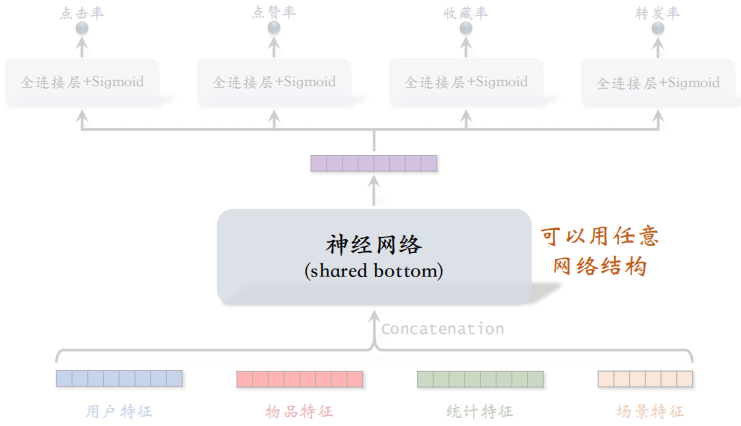 点击率
点赞率
收藏率
转发率
全连接层+Sigmoid
全连接层+Sigmoid
全连接层+Sigmoid
全连接层+Sigmoid
神经网络
(shared bottom)
可以用任意
网络结构
Concatenation
用户特征
物品特征
统计特征
场景特征